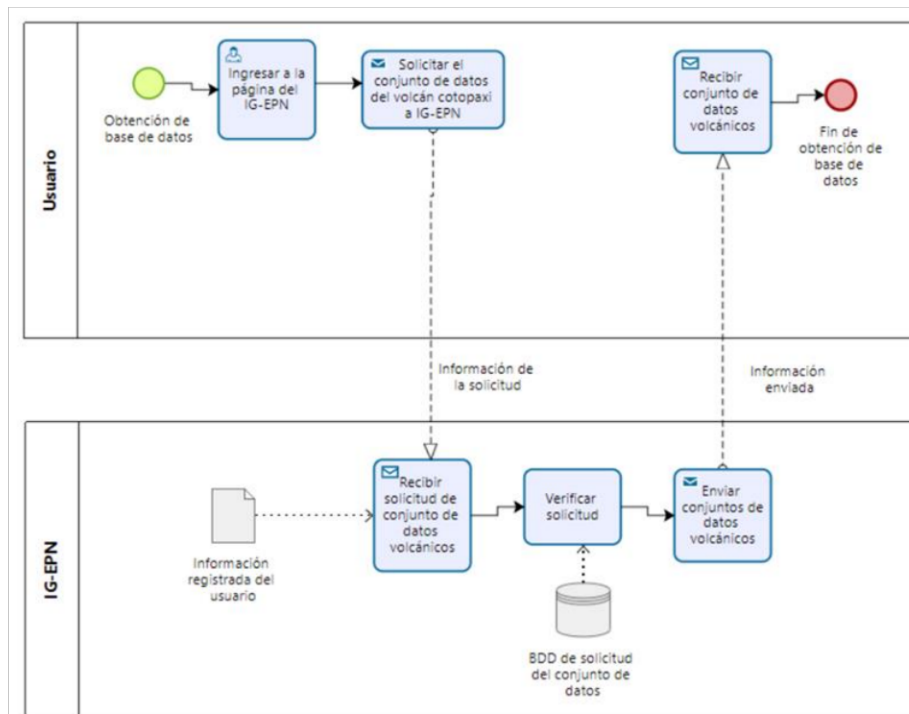 Usuario
Obtención de
base de datos
Ingresar a la
página del
IG-EPN
Solicitar el
conjunto de datos
del volcán cotopaxi
a IG-EPN
Recibir
conjunto de
datos
volcánicos
Fin de
obtención de
base de
datos
Información de
la solicitud
Información
enviada
IG-EPN
Información
registrada del
usuario
Recibir
solicitud de
conjunto de
datos
volcánicos
Verificar
solicitud
Enviar
conjuntos de
datos
volcánicos
BDD de solicitud
del conjunto de
datos